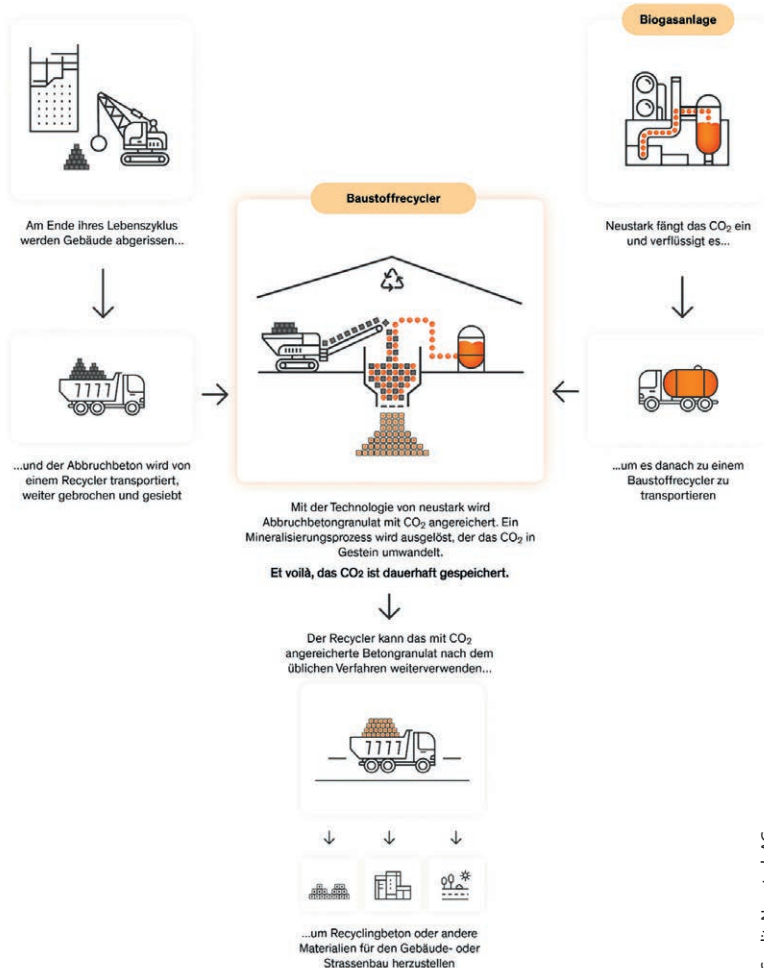 Biogasanlage
Am Ende ihres Lebenszyklus
werden Gebäude abgerissen...
Baustoffrecycler
Neustark fängt das CO₂ ein
und verflüssigt es...
...und der Abbruchbeton wird von
einem Recycler transportiert,
weiter gebrochen und gesiebt
...um es danach zu einem
Baustoffrecycler zu
transportieren
Mit der Technologie von neustark wird
Abbruchbetongranulat mit CO₂ angereichert. Ein
Mineralisierungsprozess wird ausgelöst, der das CO₂ in
Gestein umwandelt.
Et voilà, das CO₂ ist dauerhaft gespeichert.
Der Recycler kann das mit CO₂
angereicherte Betongranulat nach dem
üblichen Verfahren weiterverwenden...
...um Recyclingbeton oder andere
Materialien für den Gebäude- oder
Strassenbau herzustellen